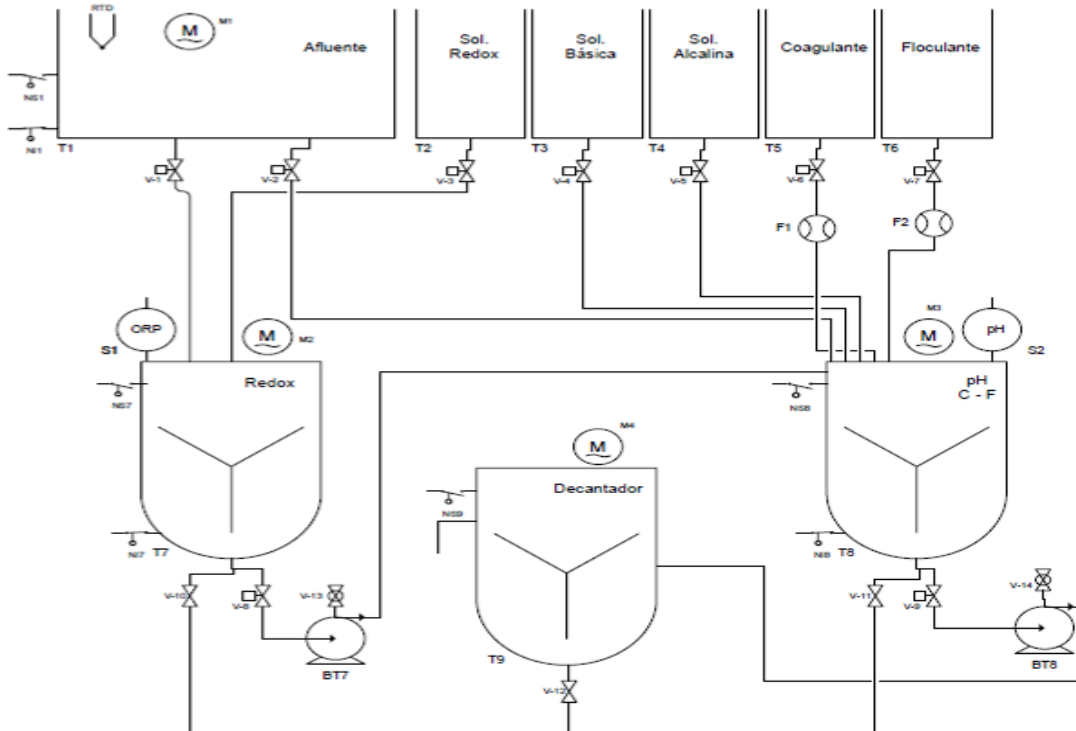 RTD
M
M1
Afluente
Sol.
Redox
Sol.
Básica
Sol.
Alcalina
Coagulante
Floculante
NS1
NI1
T1
T2
T3
T4
T5
T6
V-1
V-2
V-3
V-4
V-5
V-6
V-7
F1
F2
ORP
S1
M
M2
M
M3
pH
S2
Redox
NS7
pH
C - F
NS8
M
M4
Decantador
NS9
NI7
T7
NI8
T8
V-10
V-8
V-13
BT7
T9
V-12
V-11
V-9
V-14
BT8